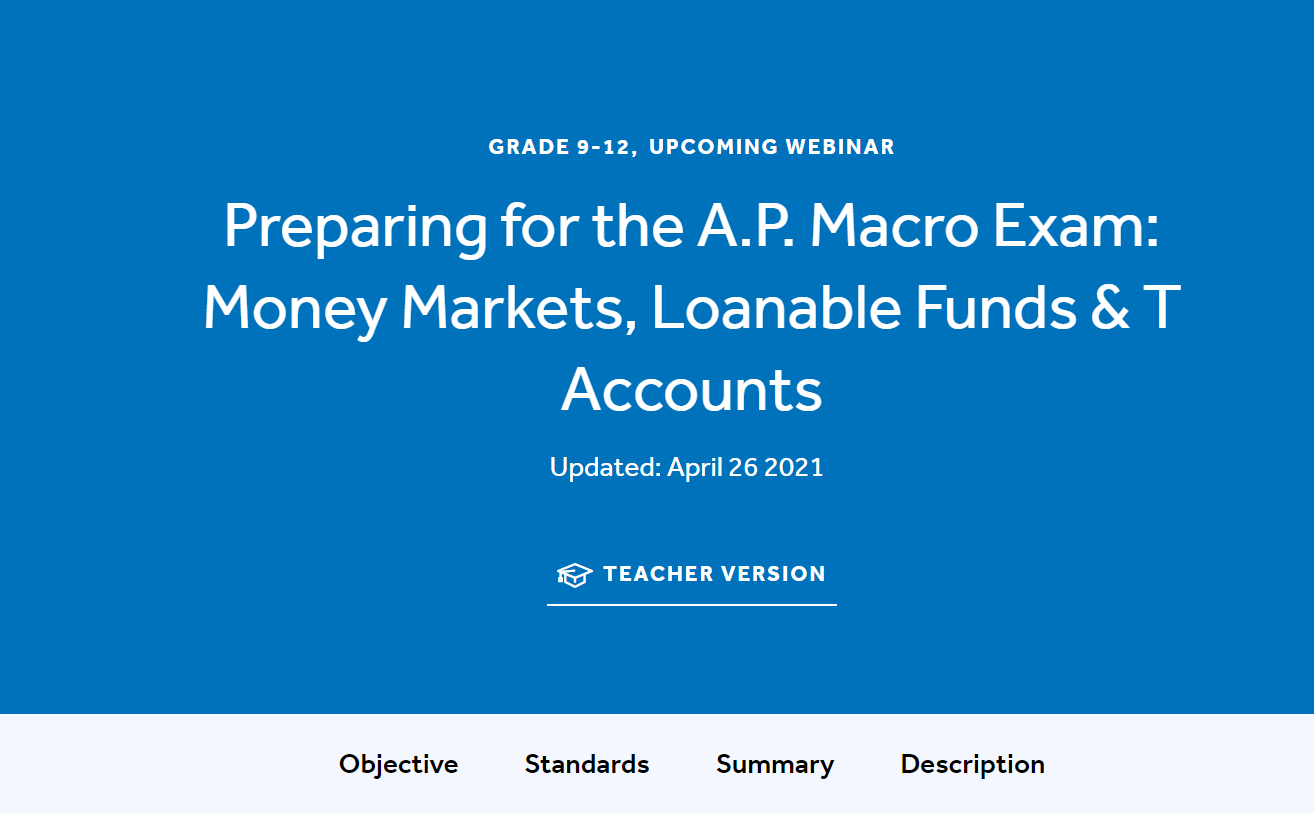 GRADE 9-12, UPCOMING WEBINAR
Preparing for the A.P. Macro Exam:
Money Markets, Loanable Funds & T
Accounts
Updated: April 26 2021
TEACHER VERSION
Objective Standards Summary Description